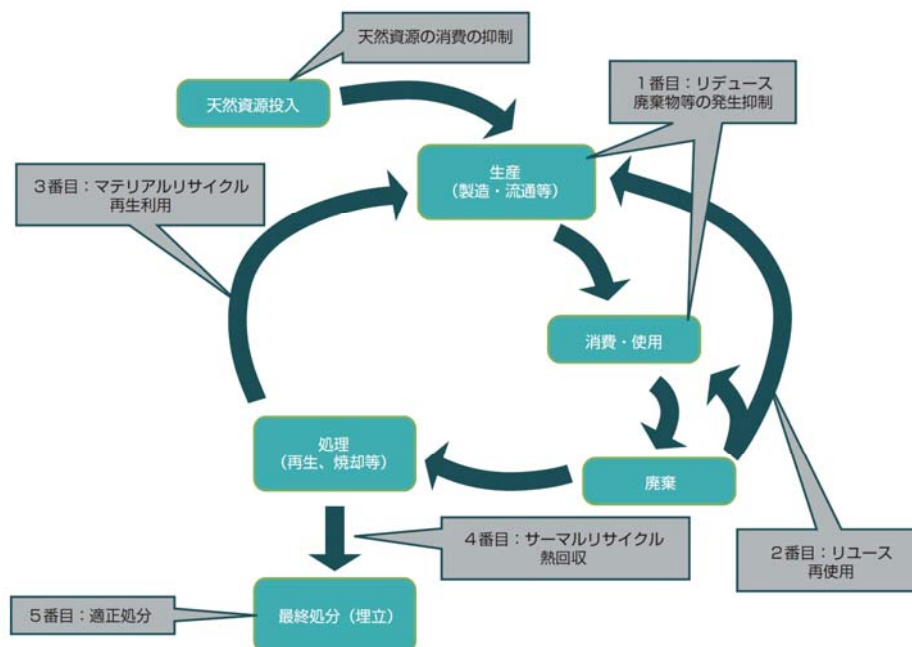 天然資源の消費の抑制
天然資源投入
1番目：リデュース
廃棄物等の発生抑制
生産
（製造・流通等）
3番目：マテリアルリサイクル
再生利用
消費・使用
処理
（再生、焼却等）
廃棄
4番目：サーマルリサイクル
熱回収
2番目：リユース
再使用
5番目：適正処分
最終処分（埋立）